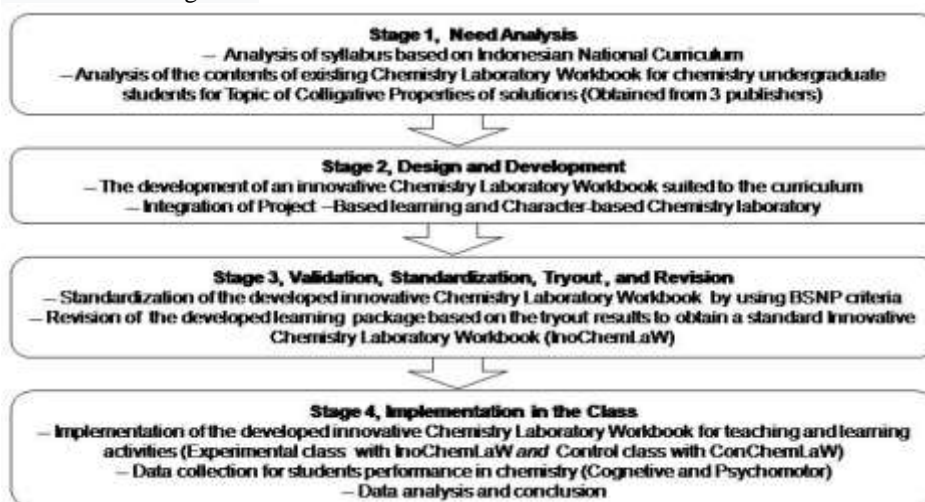 Stage 1, Need Analysis
– Analysis of syllabus based on Indonesian National Curriculum
– Analysis of the contents of existing Chemistry Laboratory Workbook for chemistry undergraduate
students for Topic of Colligative Properties of solutions (Obtained from 3 publishers)
Stage 2, Design and Development
– The development of an innovative Chemistry Laboratory Workbook suited to the curriculum
– Integration of Project –Based learning and Character-based Chemistry laboratory
Stage 3, Validation, Standardization, Tryout, and Revision
– Standardization of the developed innovative Chemistry Laboratory Workbook by using BSNP criteria
– Revision of the developed learning package based on the tryout results to obtain a standard Innovative
Chemistry Laboratory Workbook (InoChemLaW)
Stage 4, Implementation in the Class
– Implementation of the developed innovative Chemistry Laboratory Workbook for teaching and learning
activities (Experimental class with InoChemLaW and Control class with ConChemLaW)
– Data collection for students performance in chemistry (Cognetive and Psychomotor)
– Data analysis and conclusion